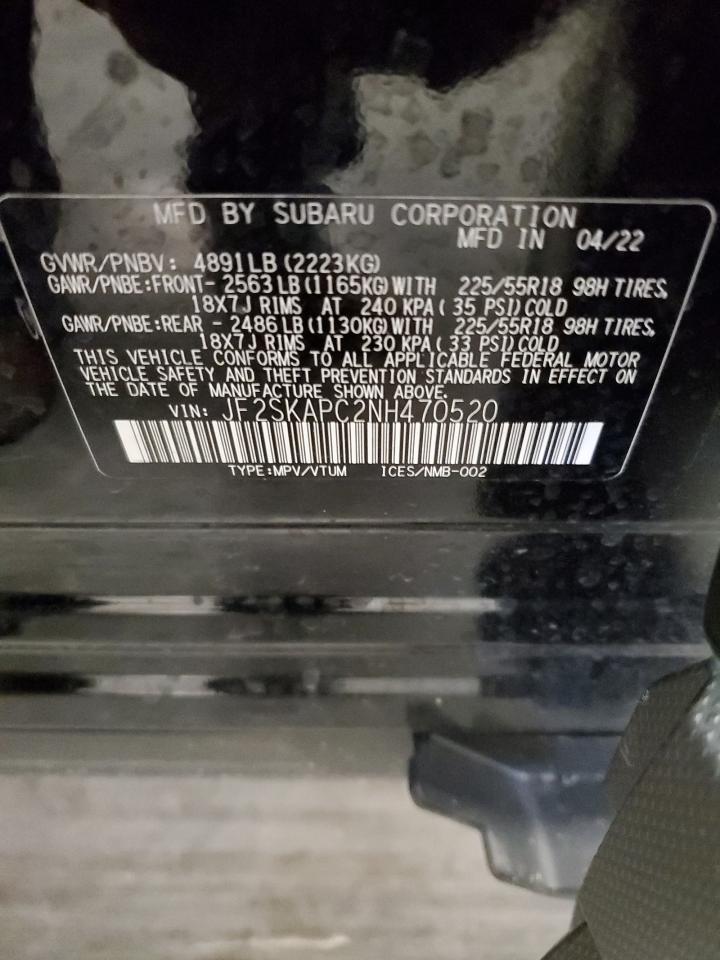 MFD BY SUBARU CORPORATION
MFD IN 04/22
GVWR/PNBV: 4891LB(2223KG)
GAWR/PNBE:FRONT- 2563LB(1165KG)WITH 225/55R18 98H TIRES,
18X7J RIMS AT 240 KPA( 35 PSI)COLD
GAWR/PNBE:REAR - 2486LB(1130KG)WITH 225/55R18 98H TIRES,
18X7J RIMS AT 230 KPA( 33 PSI)COLD
THIS VEHICLE CONFORMS TO ALL APPLICABLE FEDERAL MOTOR
VEHICLE SAFETY AND THEFT PREVENTION STANDARDS IN EFFECT ON
THE DATE OF MANUFACTURE SHOWN ABOVE.
VIN: JF2SKAPC2NH470520
TYPE:MPV/VTUM ICES/NMB-002